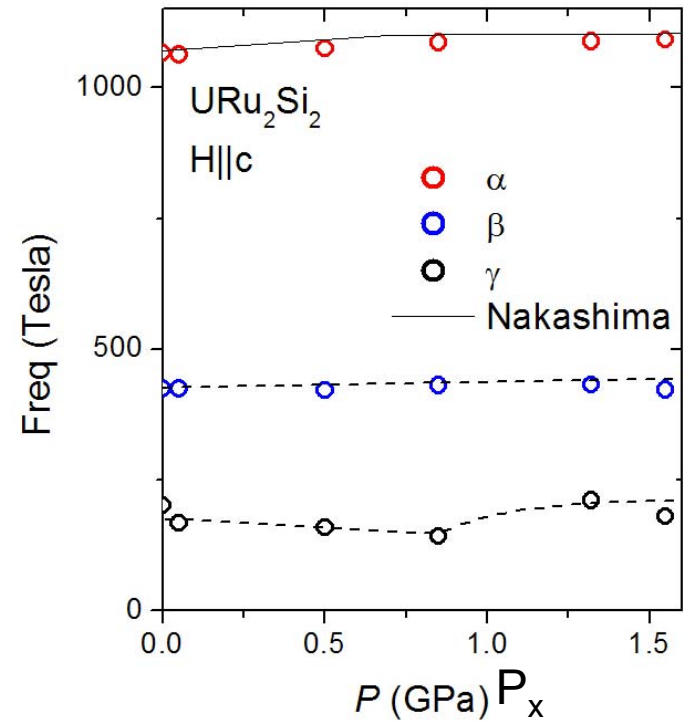 1000
500
0
Freq (Tesla)
URu₂Si₂
H||c
α
β
γ
Nakashima
0.0 0.5 1.0 1.5
P (GPa) Pₓ